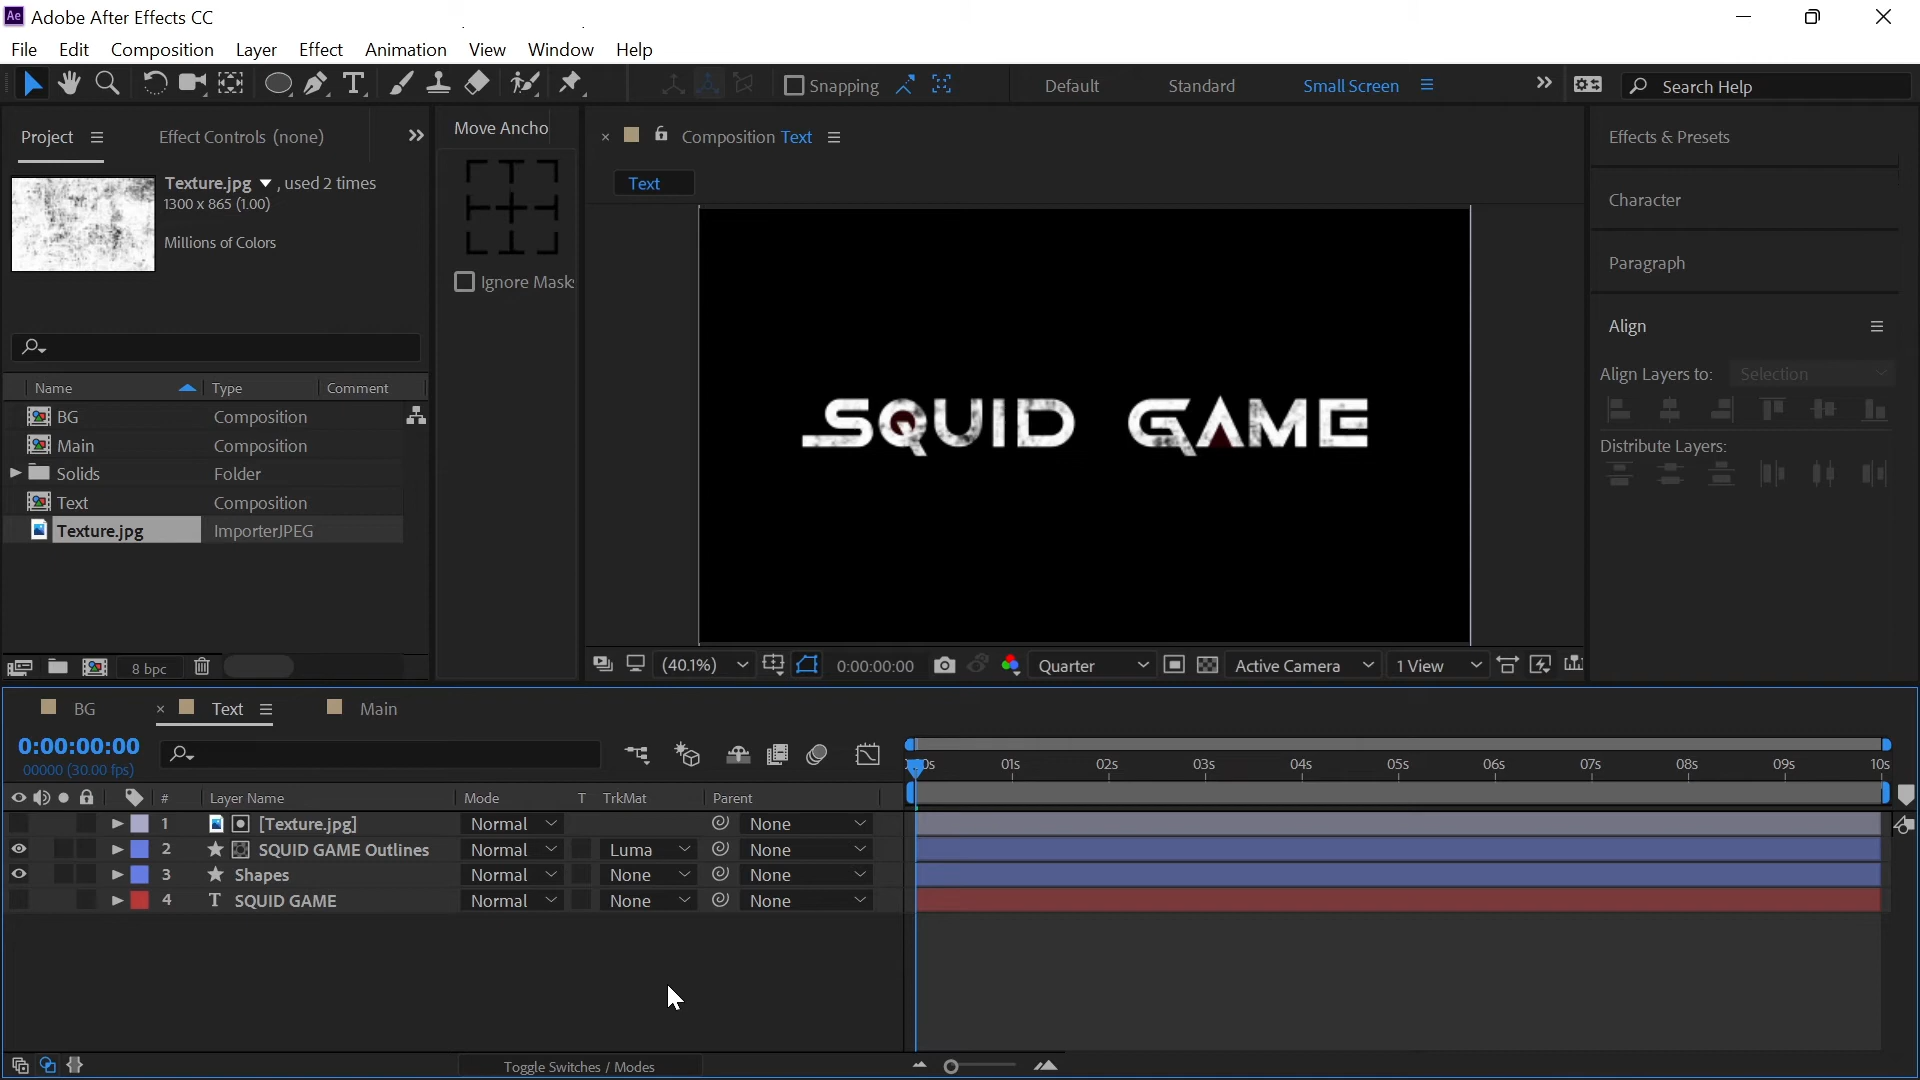 Ae Adobe After Effects CC
File Edit Composition Layer Effect Animation View Window Help
T Snapping Default Standard Small Screen Search Help
Project Effect Controls (none)
Texture.jpg , used 2 times
1300 x 865 (1.00)
Millions of Colors
Name Type Comment
BG Composition
Main Composition
Solids Folder
Text Composition
Texture.jpg ImporterJPEG
8 bpc
Move Ancho
Ignore Mask
Composition Text
Text
SQUID GAME
(40.1%) 0:00:00:00 Quarter Active Camera 1 View
Effects & Presets
Character
Paragraph
Align
Align Layers to: Selection
Distribute Layers:
BG Text Main
0:00:00:00
00000 (30.00 fps)
# Layer Name Mode T TrkMat Parent
01s 02s 03s 04s 05s 06s 07s 08s 09s 10s
1 [Texture.jpg] Normal None
2 SQUID GAME Outlines Normal Luma None
3 Shapes Normal None None
4 T SQUID GAME Normal None None
Toggle Switches / Modes